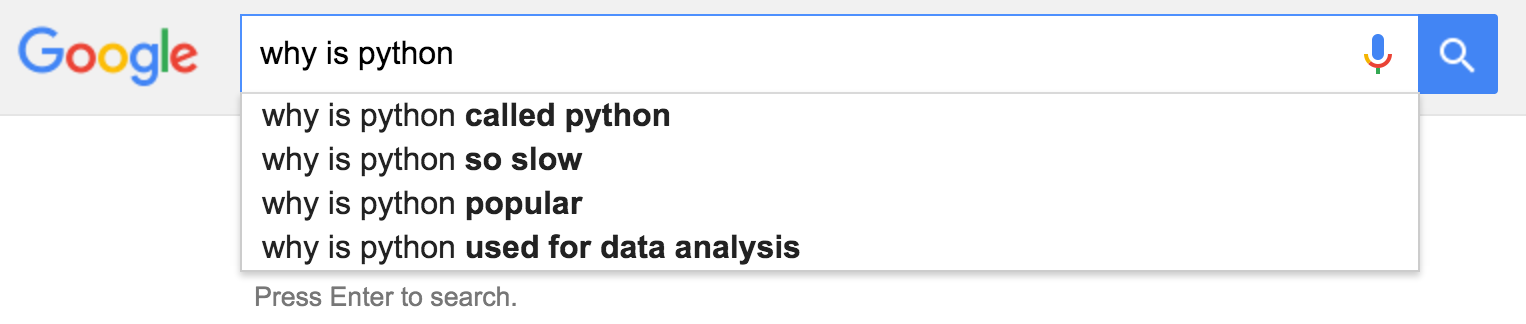 Google
why is python
why is python called python
why is python so slow
why is python popular
why is python used for data analysis
Press Enter to search.